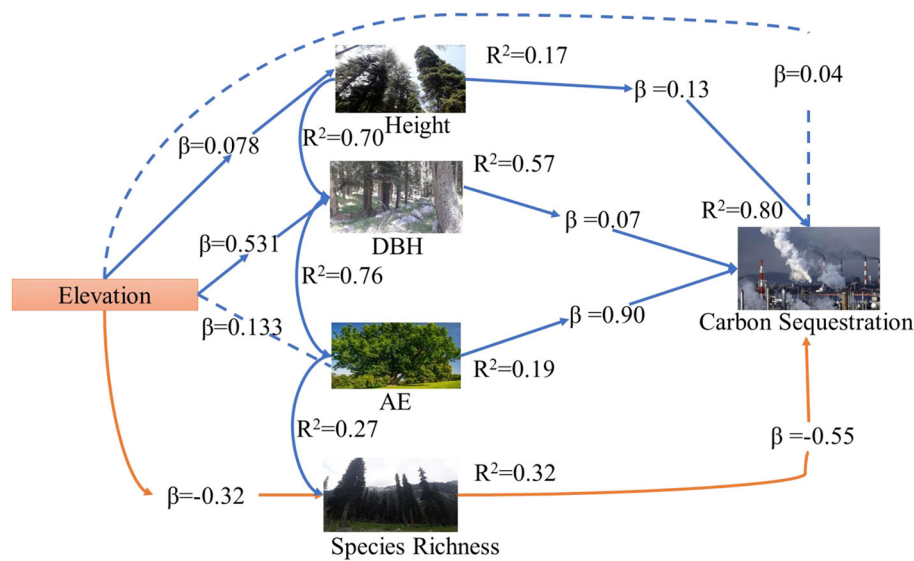 R²=0.17
β=0.04
β =0.13
Height
R²=0.70
β=0.078
R²=0.57
R²=0.80
β =0.07
DBH
β=0.531
R²=0.76
Elevation
β=0.133
β =0.90
Carbon Sequestration
R²=0.19
AE
R²=0.27
β =-0.55
R²=0.32
β=-0.32
Species Richness